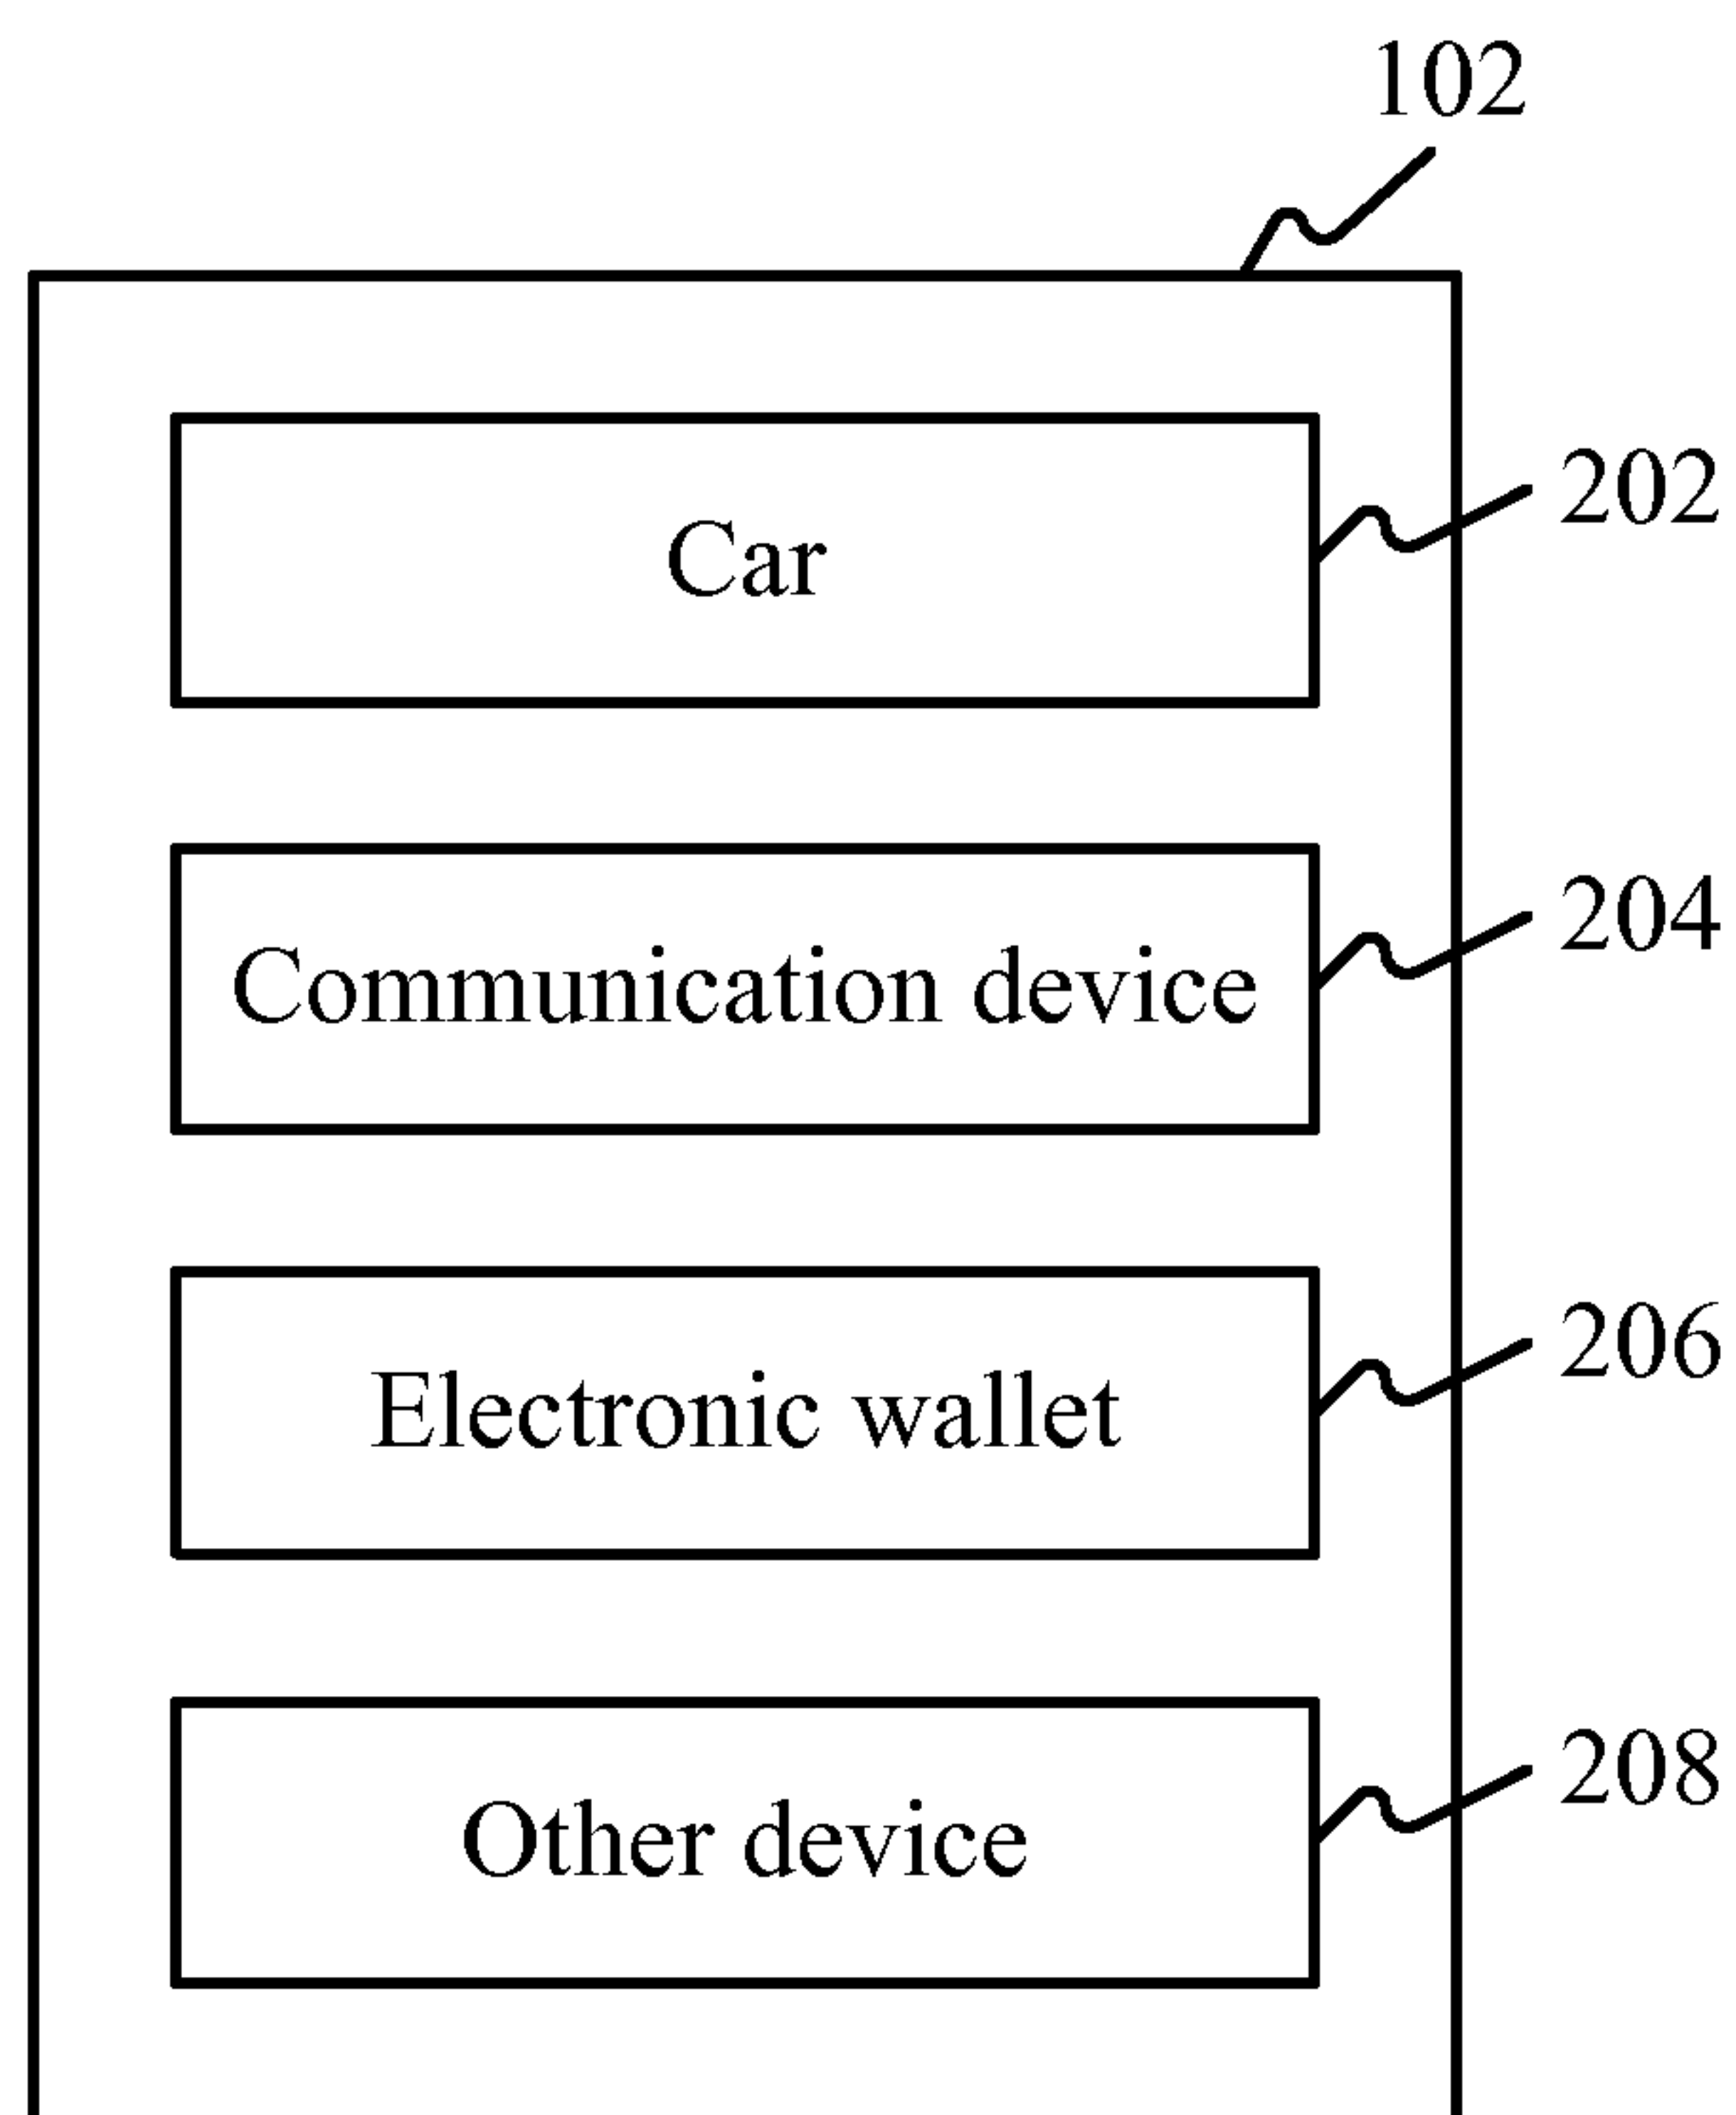 102
Car
202
Communication device
204
Electronic wallet
206
Other device
208